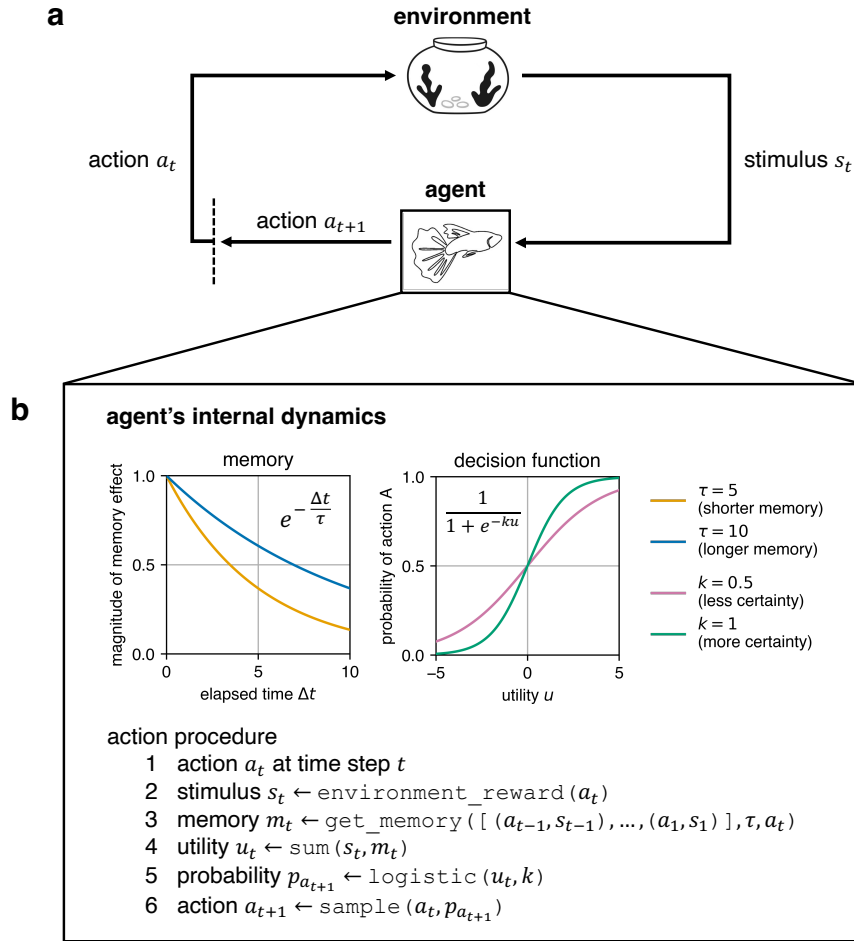 a
environment
action a_t
stimulus s_t
agent
action a_{t+1}
b
agent's internal dynamics
memory
decision function
magnitude of memory effect
1.0
0.5
0.0
e^{-Δt/τ}
0
5
10
elapsed time Δt
probability of action A
1.0
0.5
0.0
1 / (1 + e^{-ku})
−5
0
5
utility u
τ = 5
(shorter memory)
τ = 10
(longer memory)
k = 0.5
(less certainty)
k = 1
(more certainty)
action procedure
1 action a_t at time step t
2 stimulus s_t ← environment_reward(a_t)
3 memory m_t ← get_memory([(a_{t−1}, s_{t−1}), …, (a_1, s_1)], τ, a_t)
4 utility u_t ← sum(s_t, m_t)
5 probability p_{a_{t+1}} ← logistic(u_t, k)
6 action a_{t+1} ← sample(a_t, p_{a_{t+1}})